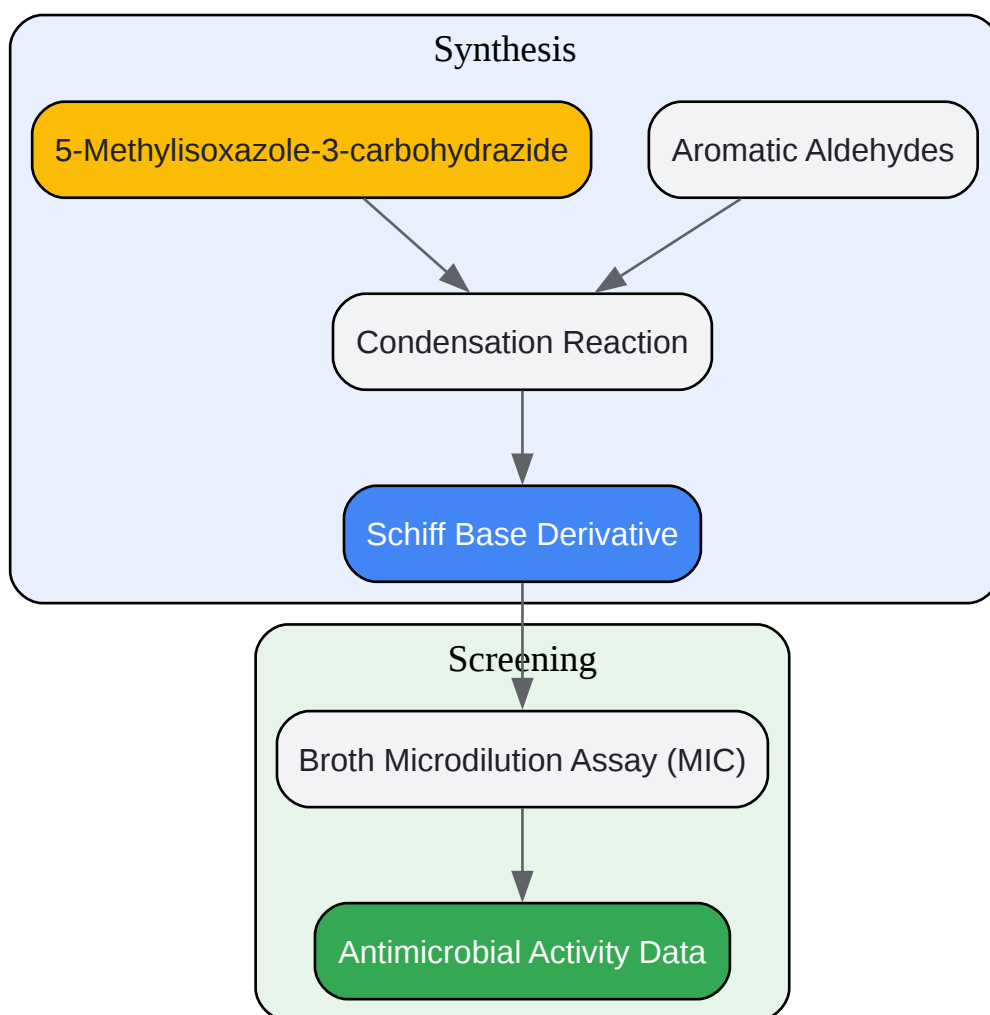 Synthesis
5-Methylisoxazole-3-carbohydrazide
Aromatic Aldehydes
Condensation Reaction
Schiff Base Derivative
Screening
Broth Microdilution Assay (MIC)
Antimicrobial Activity Data